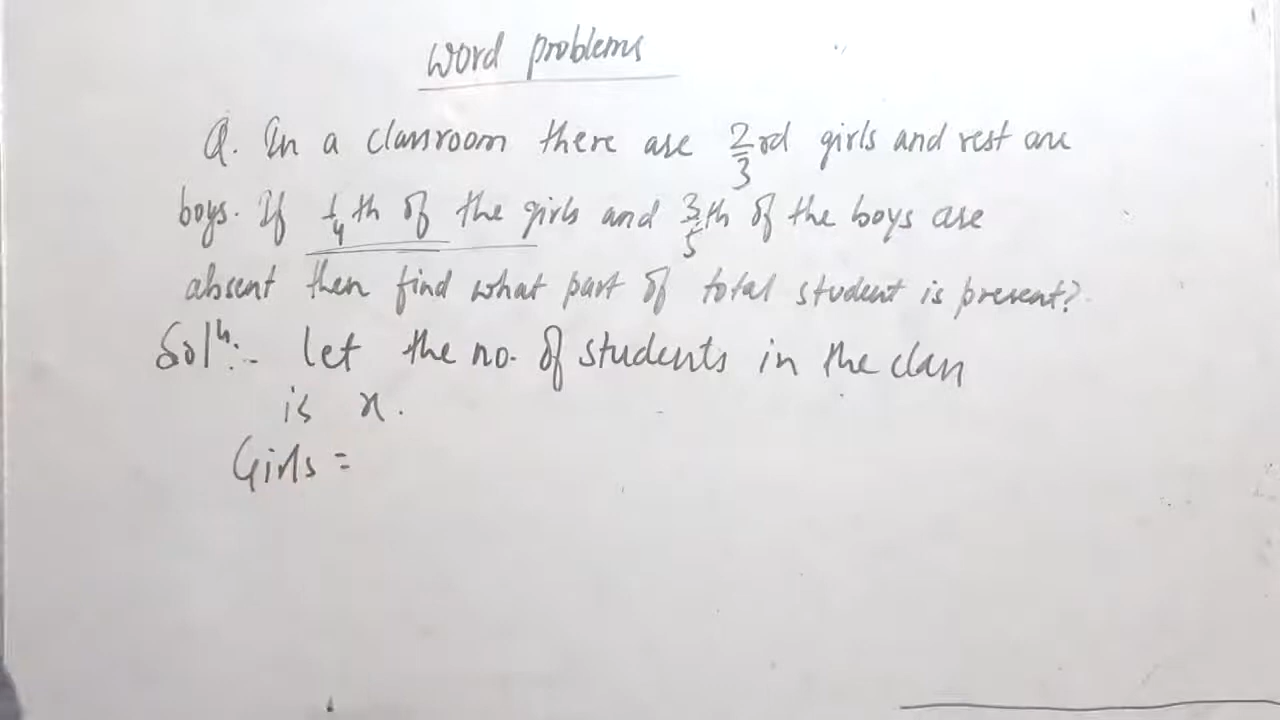 Word problems
Q. In a classroom there are 2/3rd girls and rest are
boys. If 1/4th of the girls and 3/5th of the boys are
absent then find what part of total student is present?
Solⁿ:- Let the no. of students in the class
is x.
Girls =